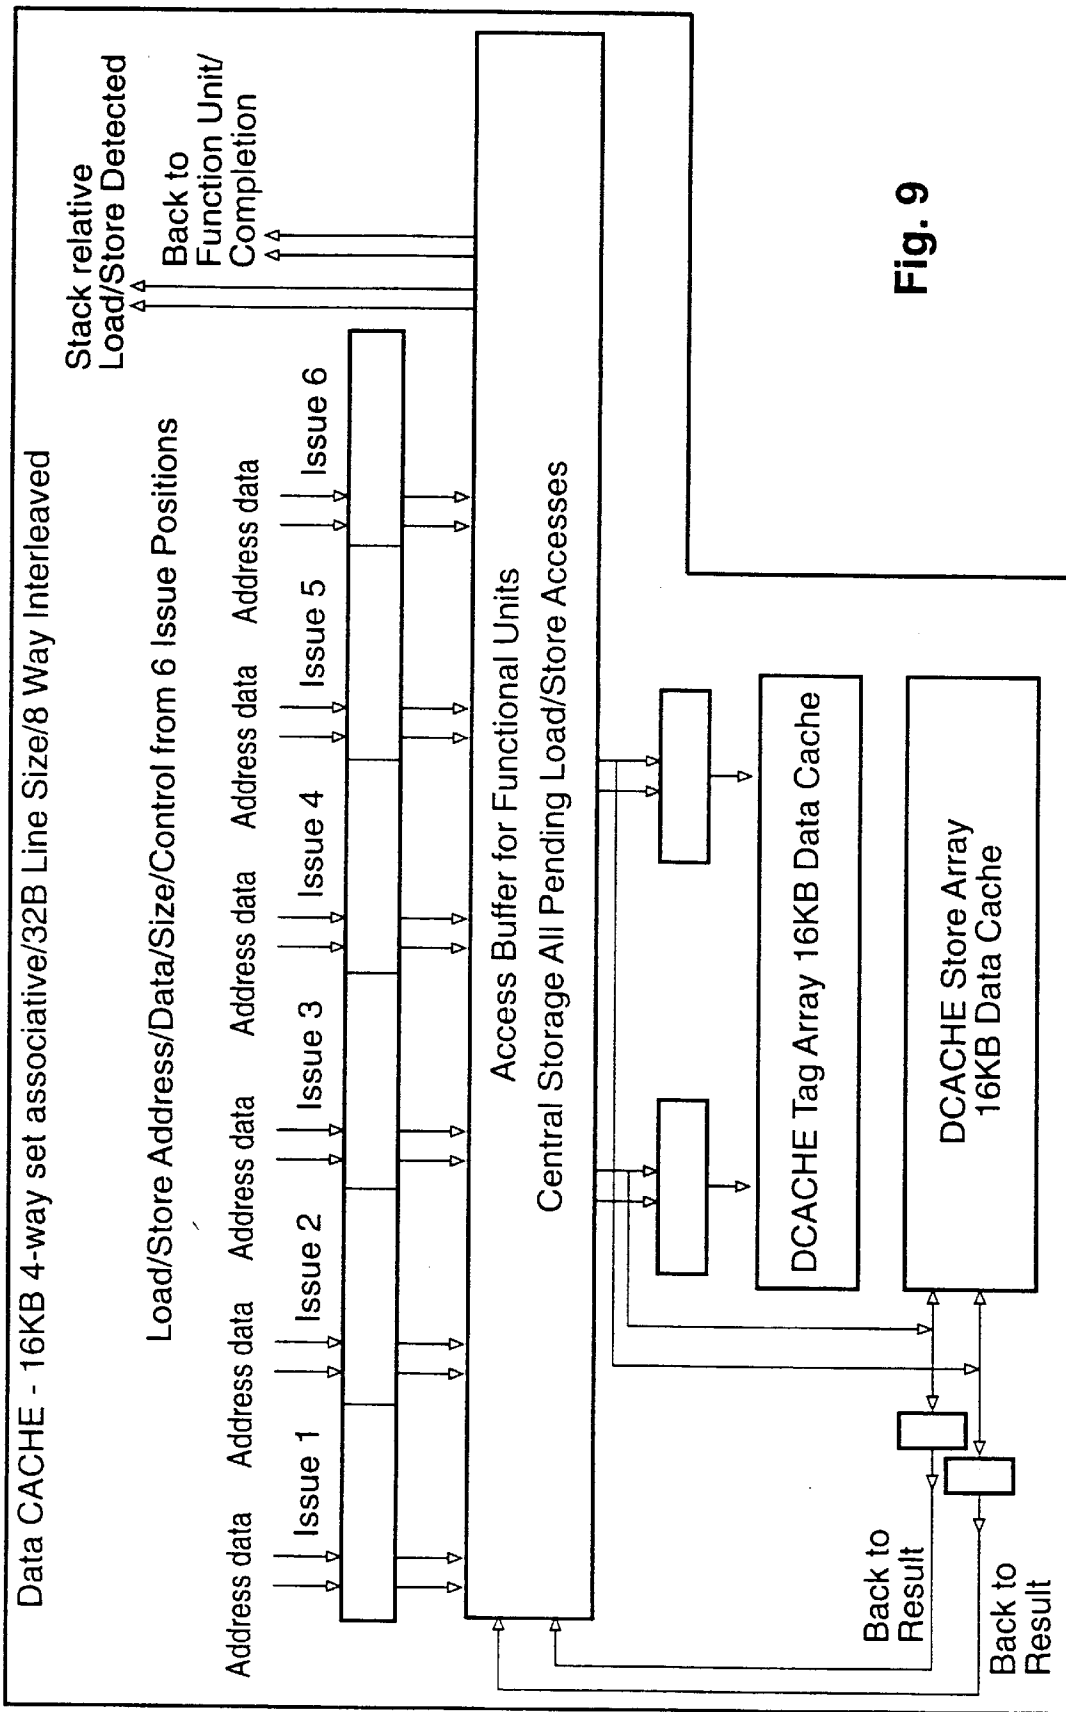 Data CACHE - 16KB 4-way set associative/32B Line Size/8 Way Interleaved
Stack relative
Load/Store Detected
Load/Store Address/Data/Size/Control from 6 Issue Positions
Back to
Function Unit/
Completion
Address data
Address data
Address data
Address data
Address data
Address data
Issue 1
Issue 2
Issue 3
Issue 4
Issue 5
Issue 6
Access Buffer for Functional Units
Central Storage All Pending Load/Store Accesses
DCACHE Tag Array 16KB Data Cache
DCACHE Store Array
16KB Data Cache
Back to
Result
Back to
Result
Fig. 9